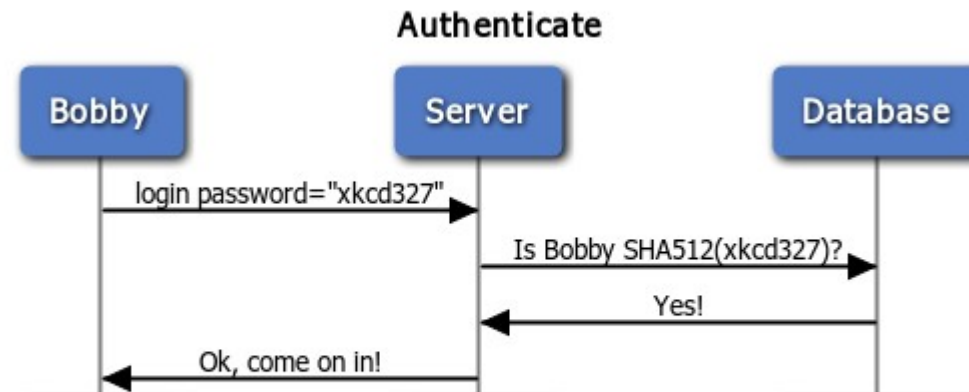 Authenticate
Bobby
Server
Database
login password="xkcd327"
Is Bobby SHA512(xkcd327)?
Yes!
Ok, come on in!